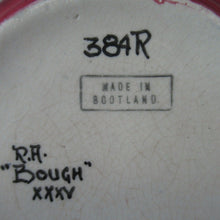 384R
MADE IN
SCOTLAND.
R.A.
"BOUGH"
XXXV